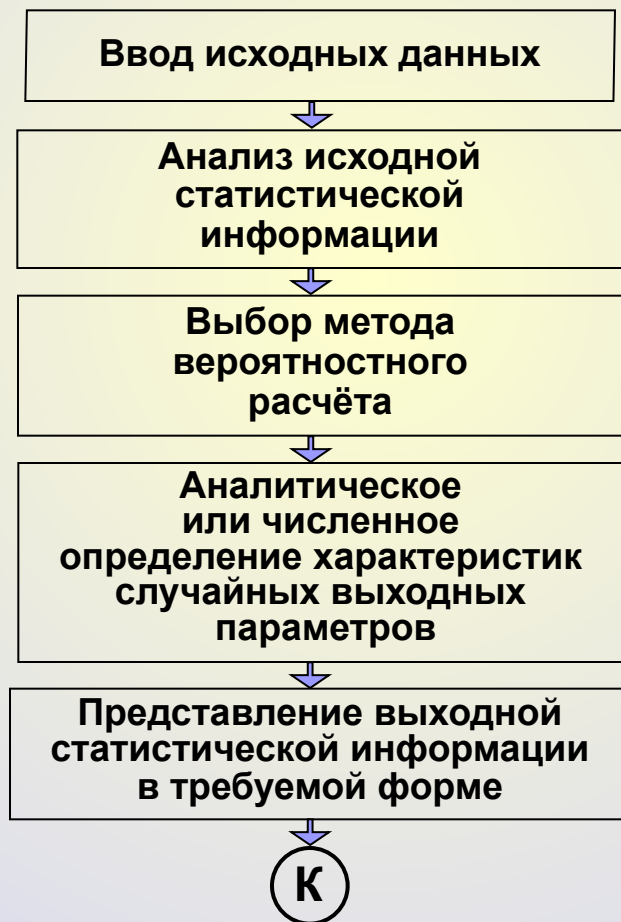 Ввод исходных данных
Анализ исходной
статистической
информации
Выбор метода
вероятностного
расчёта
Аналитическое
или численное
определение характеристик
случайных выходных
параметров
Представление выходной
статистической информации
в требуемой форме
К